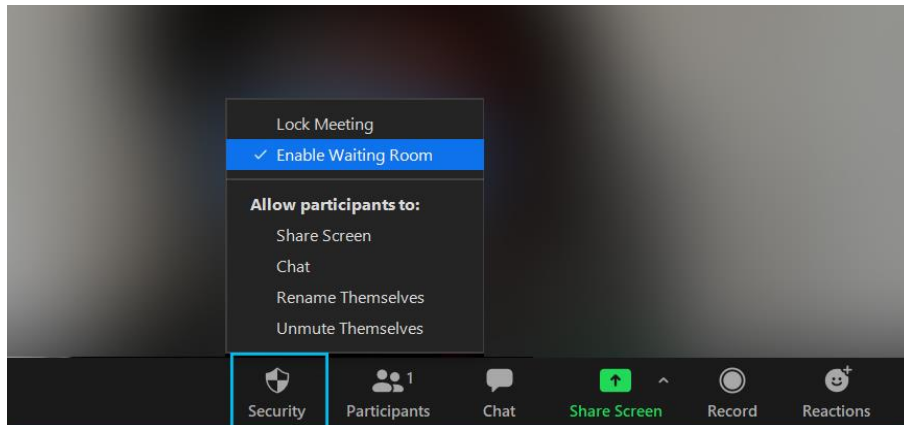 Lock Meeting
✓ Enable Waiting Room
Allow participants to:
Share Screen
Chat
Rename Themselves
Unmute Themselves
1
Security Participants Chat Share Screen Record Reactions